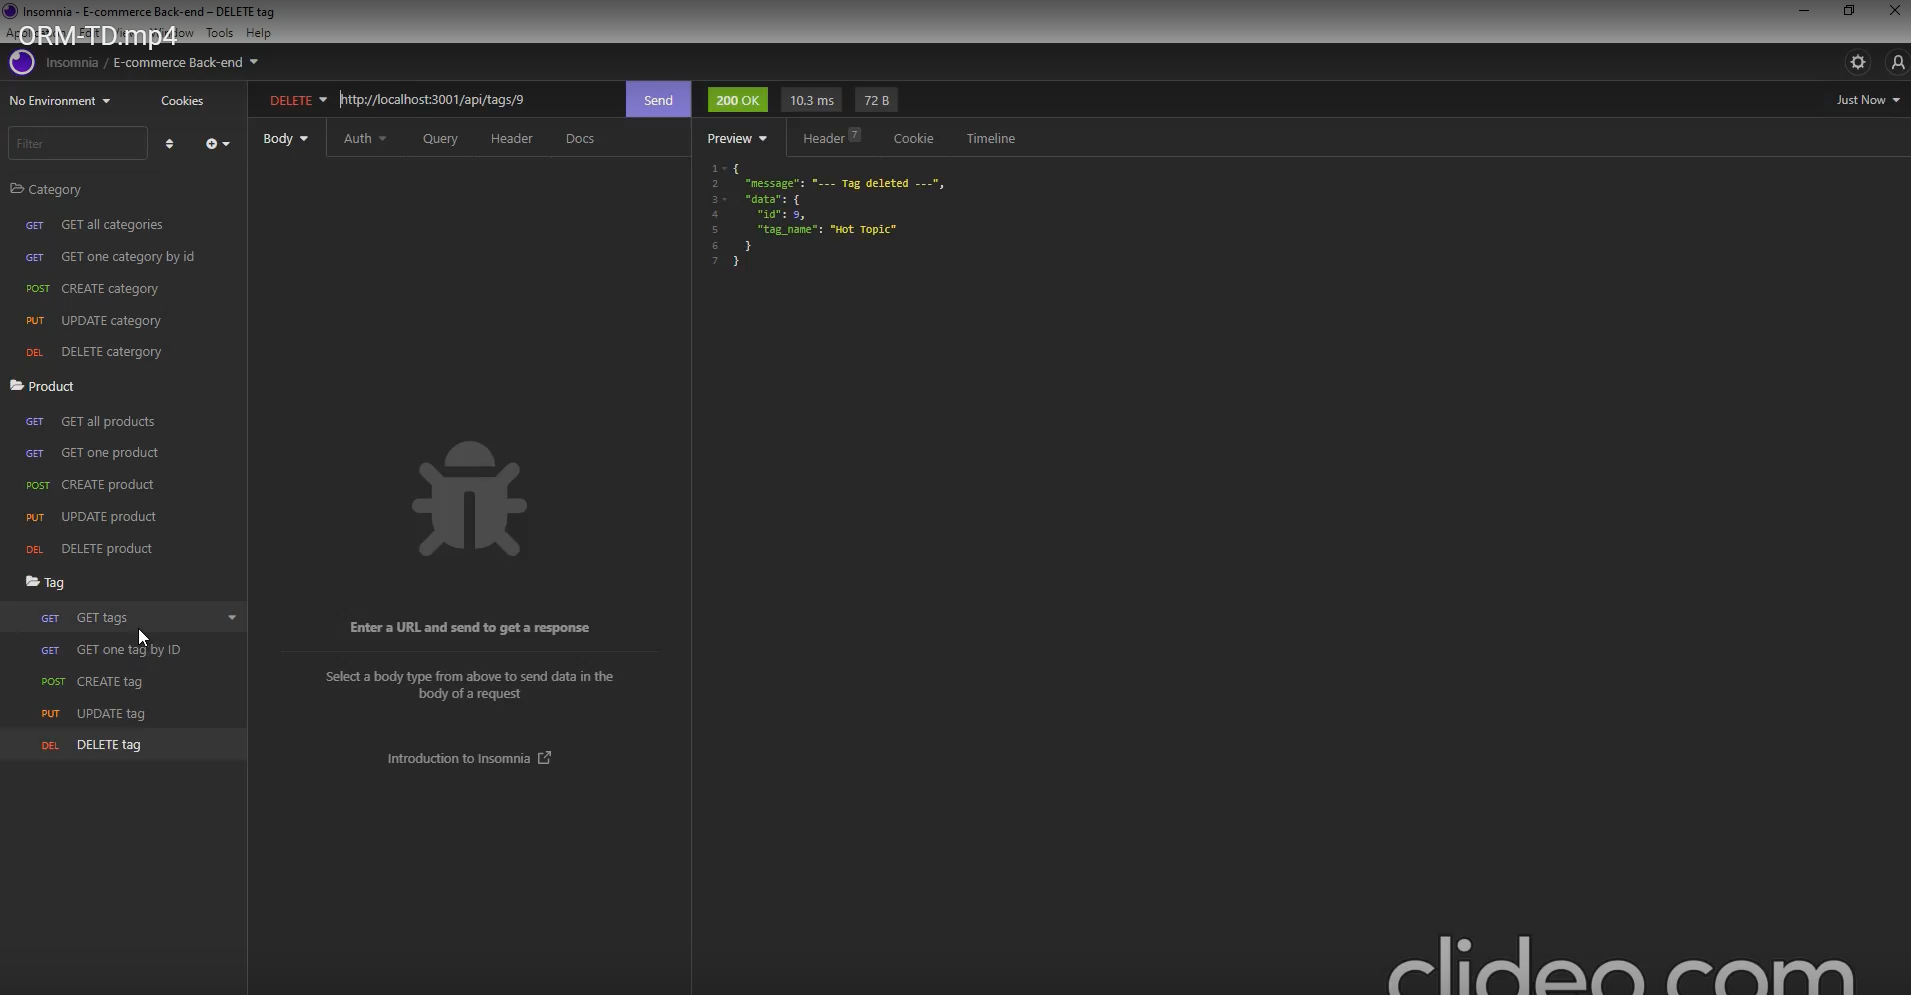 Insomnia - E-commerce Back-end – DELETE tag
ORM-TD.mp4
Tools Help
Insomnia / E-commerce Back-end
No Environment Cookies
DELETE http://localhost:3001/api/tags/9 Send
200 OK 10.3 ms 72 B Just Now
Filter
Body Auth Query Header Docs
Preview Header 7 Cookie Timeline
1 {
2 "message": "--- Tag deleted ---",
3 "data": {
4 "id": 9,
5 "tag_name": "Hot Topic"
6 }
7 }
Category
GET GET all categories
GET GET one category by id
POST CREATE category
PUT UPDATE category
DEL DELETE catergory
Product
GET GET all products
GET GET one product
POST CREATE product
PUT UPDATE product
DEL DELETE product
Tag
GET GET tags
GET GET one tag by ID
POST CREATE tag
PUT UPDATE tag
DEL DELETE tag
Enter a URL and send to get a response
Select a body type from above to send data in the
body of a request
Introduction to Insomnia
clideo.com